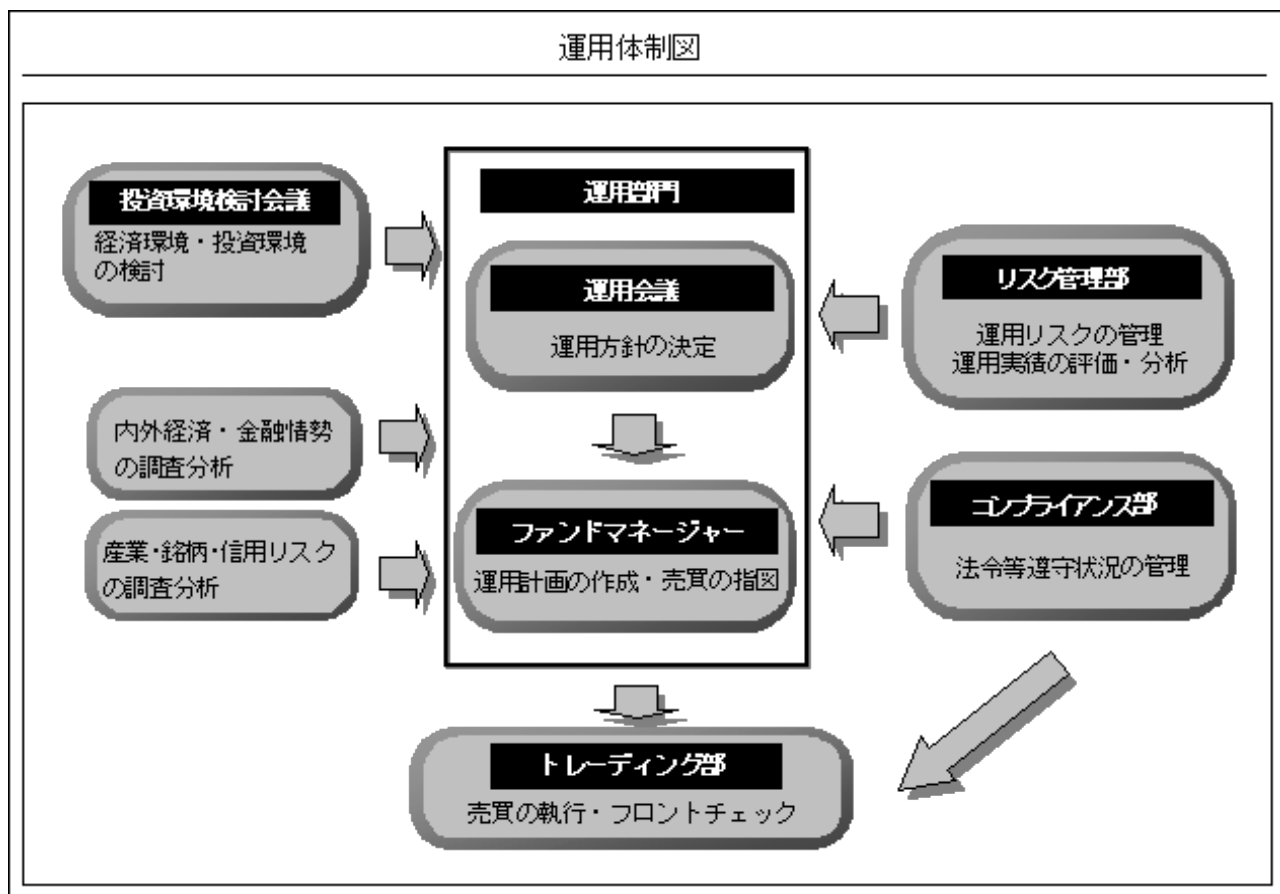 運用体制図
投資環境検討会議
経済環境・投資環境
の検討
内外経済・金融情勢
の調査分析
産業・銘柄・信用リスク
の調査分析
運用部門
運用会議
運用方針の決定
ファンドマネージャー
運用計画の作成・売買の指図
リスク管理部
運用リスクの管理
運用実績の評価・分析
コンプライアンス部
法令等遵守状況の管理
トレーディング部
売買の執行・フロントチェック